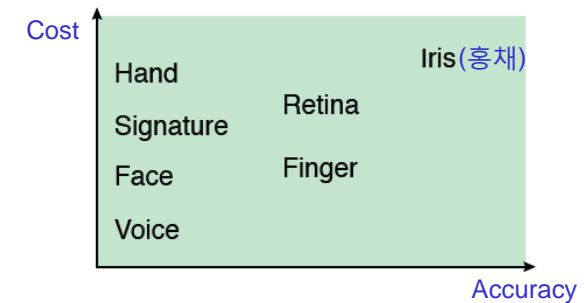 Cost
Iris(홍채)
Hand
Retina
Signature
Finger
Face
Voice
Accuracy